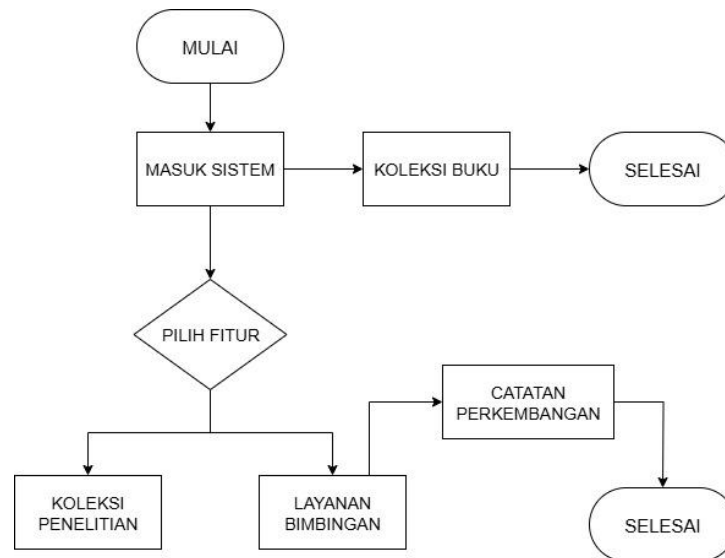 MULAI
MASUK SISTEM
KOLEKSI BUKU
SELESAI
PILIH FITUR
CATATAN
PERKEMBANGAN
KOLEKSI
PENELITIAN
LAYANAN
BIMBINGAN
SELESAI